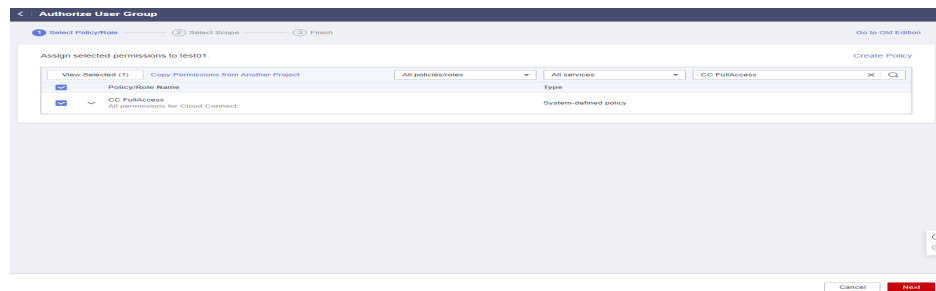 < Authorize User Group
1 Select Policy/Role 2 Select Scope 3 Finish Go to Old Edition
Assign selected permissions to test01. Create Policy
View Selected (1) Copy Permissions from Another Project All policies/roles All services CC FullAccess
Policy/Role Name Type
CC FullAccess System-defined policy
All permissions for Cloud Connect.
Cancel Next